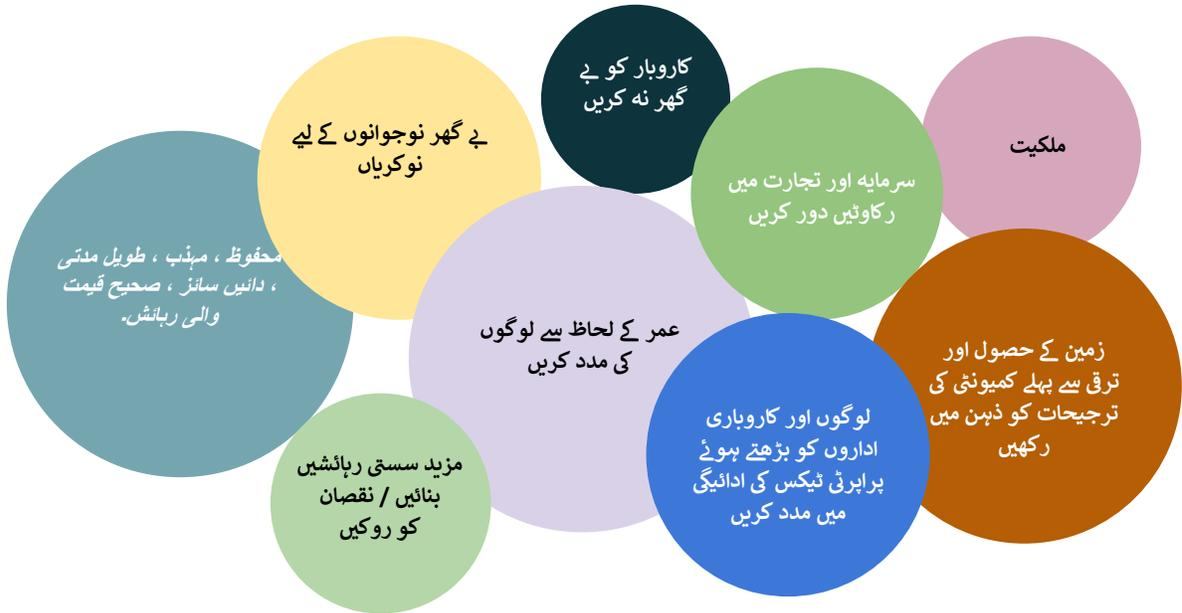 کاروبار کو بے
گھر نہ کریں
ملکیت
بے گھر نوجوانوں کے لیے
نوکریاں
سرمایہ اور تجارت میں
رکاوٹیں دور کریں
محفوظ ، مہذب ، طویل مدتی
، دائیں سائز ، صحیح قیمت
والی رہائش۔
عمر کے لحاظ سے لوگوں
کی مدد کریں
زمین کے حصول اور
ترقی سے پہلے کمیونٹی کی
ترجیحات کو ذہن میں
رکھیں
لوگوں اور کاروباری
اداروں کو بڑھتے ہوئے
پراپرٹی ٹیکس کی ادائیگی
میں مدد کریں
مزید سستی رہائشیں
بنائیں / نقصان
کو روکیں